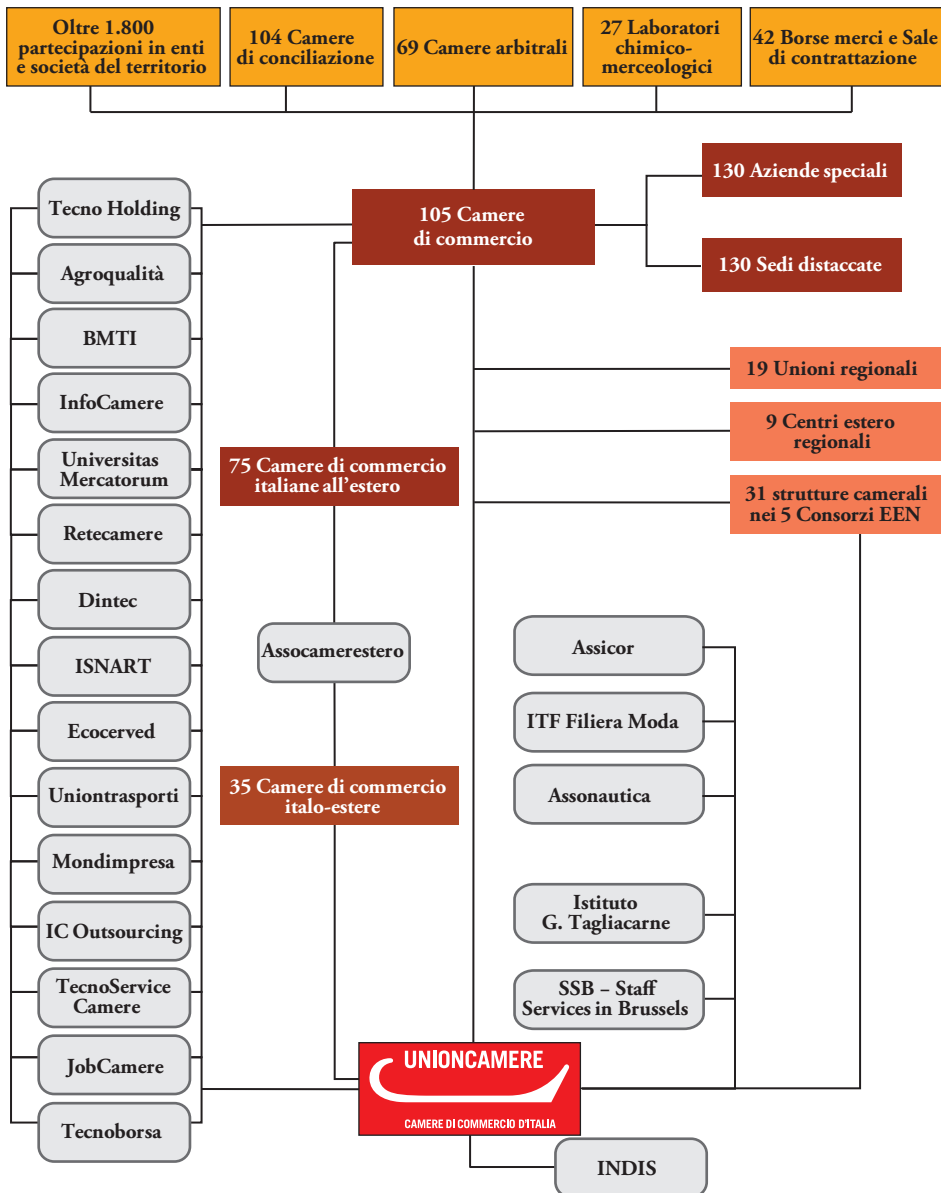 Oltre 1.800
partecipazioni in enti
e società del territorio
104 Camere
di conciliazione
69 Camere arbitrali
27 Laboratori
chimico-
merceologici
42 Borse merci e Sale
di contrattazione
105 Camere
di commercio
130 Aziende speciali
130 Sedi distaccate
19 Unioni regionali
9 Centri estero
regionali
31 strutture camerali
nei 5 Consorzi EEN
Tecno Holding
Agroqualità
BMTI
InfoCamere
Universitas
Mercatorum
Retecamere
Dintec
ISNART
Ecocerved
Uniontrasporti
Mondimpresa
IC Outsourcing
TecnoService
Camere
JobCamere
Tecnoborsa
75 Camere di commercio
italiane all’estero
Assocamerestero
35 Camere di commercio
italo-estere
Assicor
ITF Filiera Moda
Assonautica
Istituto
G. Tagliacarne
SSB – Staff
Services in Brussels
UNIONCAMERE
CAMERE DI COMMERCIO D'ITALIA
INDIS